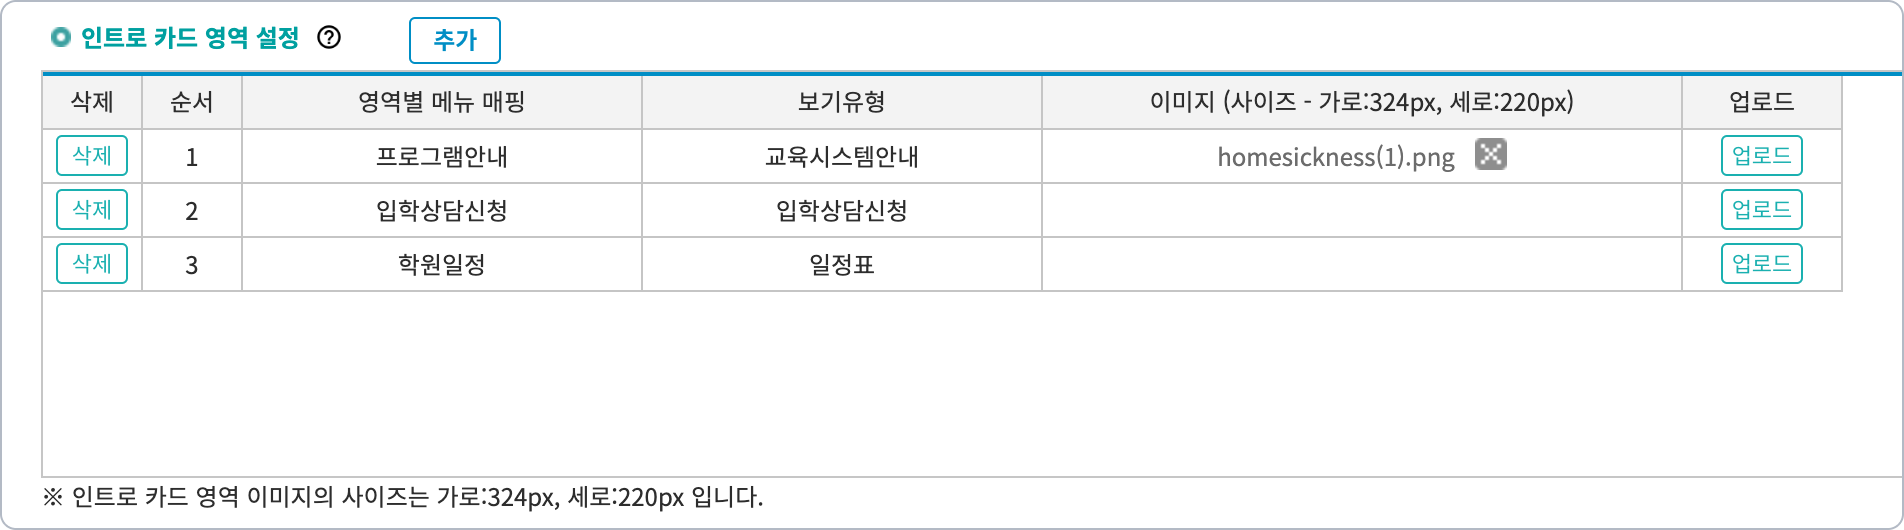 인트로 카드 영역 설정 ? 추가
삭제 순서 영역별 메뉴 매핑 보기유형 이미지 (사이즈 - 가로:324px, 세로:220px) 업로드
삭제 1 프로그램안내 교육시스템안내 homesickness(1).png 업로드
삭제 2 입학상담신청 입학상담신청 업로드
삭제 3 학원일정 일정표 업로드
※ 인트로 카드 영역 이미지의 사이즈는 가로:324px, 세로:220px 입니다.